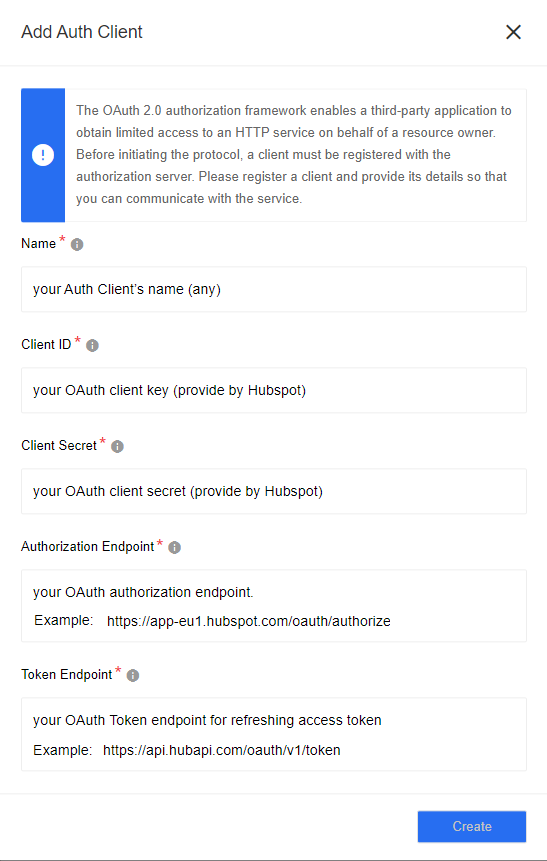 Add Auth Client
The OAuth 2.0 authorization framework enables a third-party application to
obtain limited access to an HTTP service on behalf of a resource owner.
Before initiating the protocol, a client must be registered with the
authorization server. Please register a client and provide its details so that
you can communicate with the service.
Name *
your Auth Client’s name (any)
Client ID *
your OAuth client key (provide by Hubspot)
Client Secret *
your OAuth client secret (provide by Hubspot)
Authorization Endpoint *
your OAuth authorization endpoint.
Example: https://app-eu1.hubspot.com/oauth/authorize
Token Endpoint *
your OAuth Token endpoint for refreshing access token
Example: https://api.hubapi.com/oauth/v1/token
Create